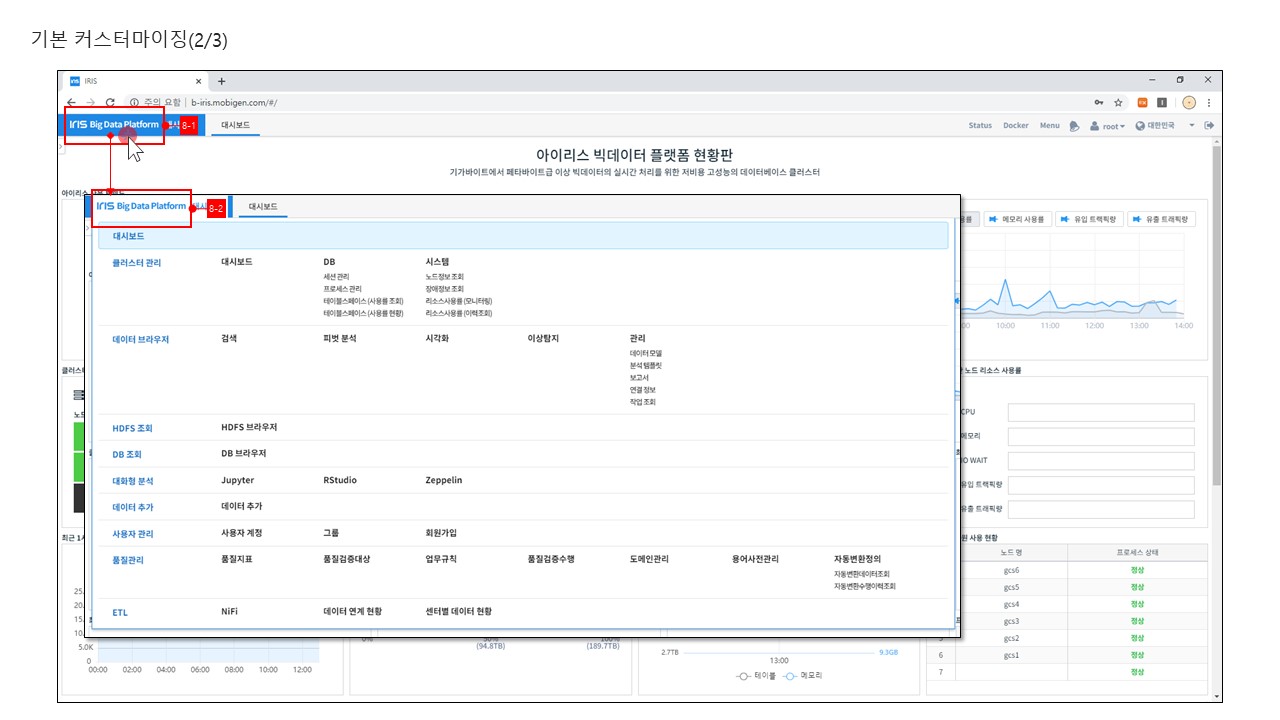 기본 커스터마이징(2/3)
IRIS
주의 요함 | b-iris.mobigen.com/#/
IRIS Big Data Platform
8-1
대시보드
Status Docker Menu root 대한민국
아이리스 빅데이터 플랫폼 현황판
기가바이트에서 페타바이트급 이상 빅데이터의 실시간 처리를 위한 저비용 고성능의 데이터베이스 클러스터
IRIS Big Data Platform
8-2
대시보드
대시보드
클러스터 관리 대시보드 DB 시스템
세션 관리 노드정보 조회
프로세스 관리 장애정보 조회
테이블스페이스 (사용률 조회) 리소스사용률 (모니터링)
테이블스페이스 (사용률 현황) 리소스사용률 (이력조회)
데이터 브라우저 검색 피벗 분석 시각화 이상탐지 관리
데이터 모델
분석 템플릿
보고서
연결 정보
작업 조회
HDFS 조회 HDFS 브라우저
DB 조회 DB 브라우저
대화형 분석 Jupyter RStudio Zeppelin
데이터 추가 데이터 추가
사용자 관리 사용자 계정 그룹 회원가입
품질관리 품질지표 품질검증대상 업무규칙 품질검증수행 도메인관리 용어사전관리 자동변환정의
자동변환데이터조회
자동변환수행이력조회
ETL NiFi 데이터 연계 현황 센터별 데이터 현황
메모리 사용률 유입 트랙픽량 유출 트래픽량
10:00 11:00 12:00 13:00 14:00
노드 리소스 사용률
CPU
메모리
IO WAIT
유입 트랙픽량
유출 트래픽량
사용 현황
노드 명 프로세스 상태
gcs6 정상
gcs5 정상
gcs4 정상
gcs3 정상
5 gcs2 정상
6 gcs1 정상
7 정상
5.0K
0
00:00 02:00 04:00 06:00 08:00 10:00 12:00
(94.8TB) (189.7TB)
2.7TB 9.3GB
13:00
테이블 메모리